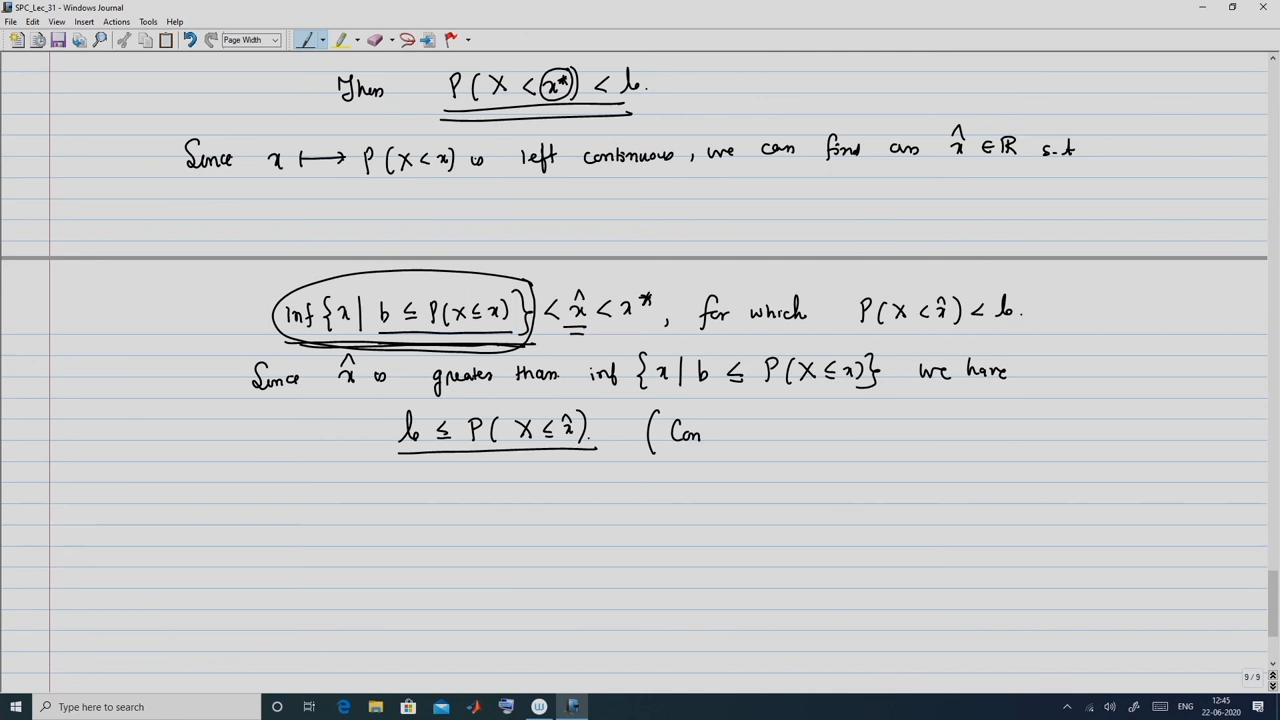 SPC_Lec_31 - Windows Journal
File Edit View Insert Actions Tools Help
Page Width
Then P(X < x*) < b.
Since x ⟼ P(X<x) is left continuous, we can find an x̂ ∈ ℝ s.t
inf{x | b ≤ P(X≤x)} < x̂ < x*, for which P(X < x̂) < b.
Since x̂ is greater than inf {x | b ≤ P(X ≤ x)} we have
b ≤ P(X ≤ x̂). (Con
9 / 9
Type here to search
ENG
12:45
22-06-2020